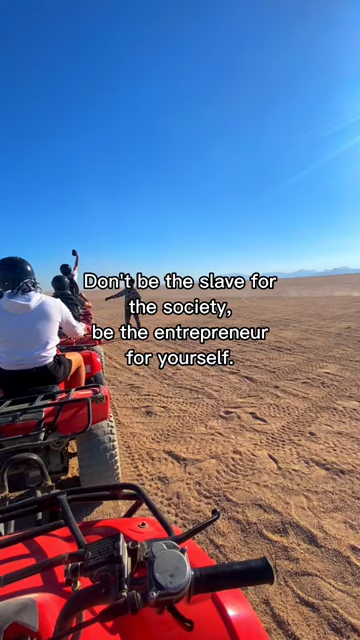 Don't be the slave for
the society,
be the entrepreneur
for yourself.